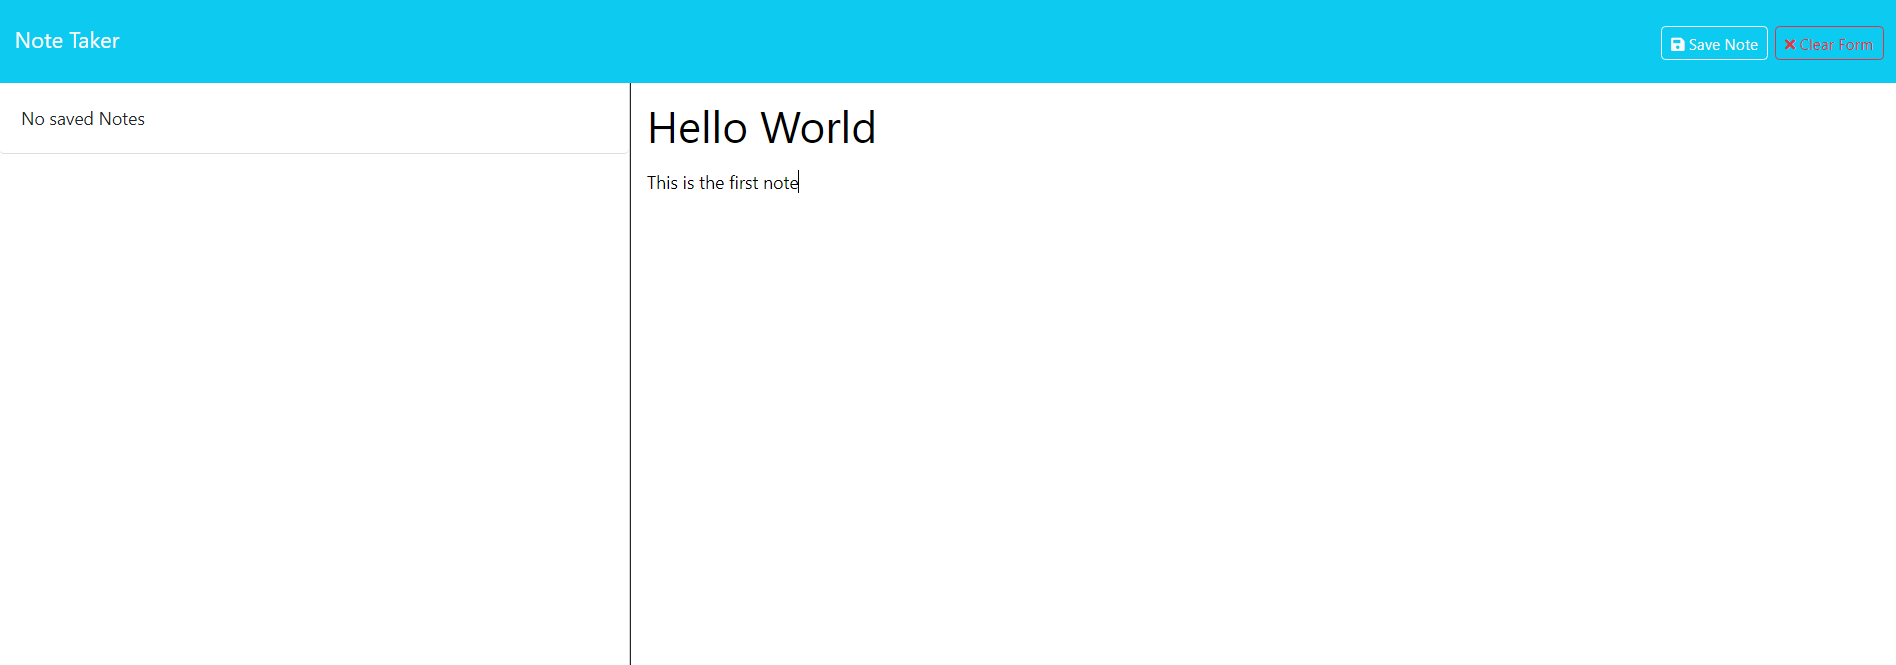 Note Taker
Save Note
Clear Form
No saved Notes
Hello World
This is the first note